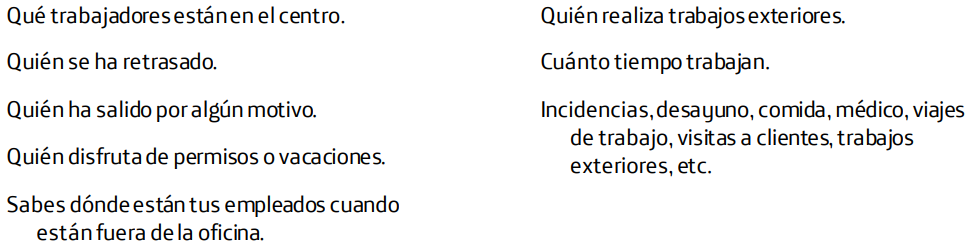 Qué trabajadores están en el centro.
Quién se ha retrasado.
Quién ha salido por algún motivo.
Quién disfruta de permisos o vacaciones.
Sabes dónde están tus empleados cuando
están fuera de la oficina.
Quién realiza trabajos exteriores.
Cuánto tiempo trabajan.
Incidencias, desayuno, comida, médico, viajes
de trabajo, visitas a clientes, trabajos
exteriores, etc.